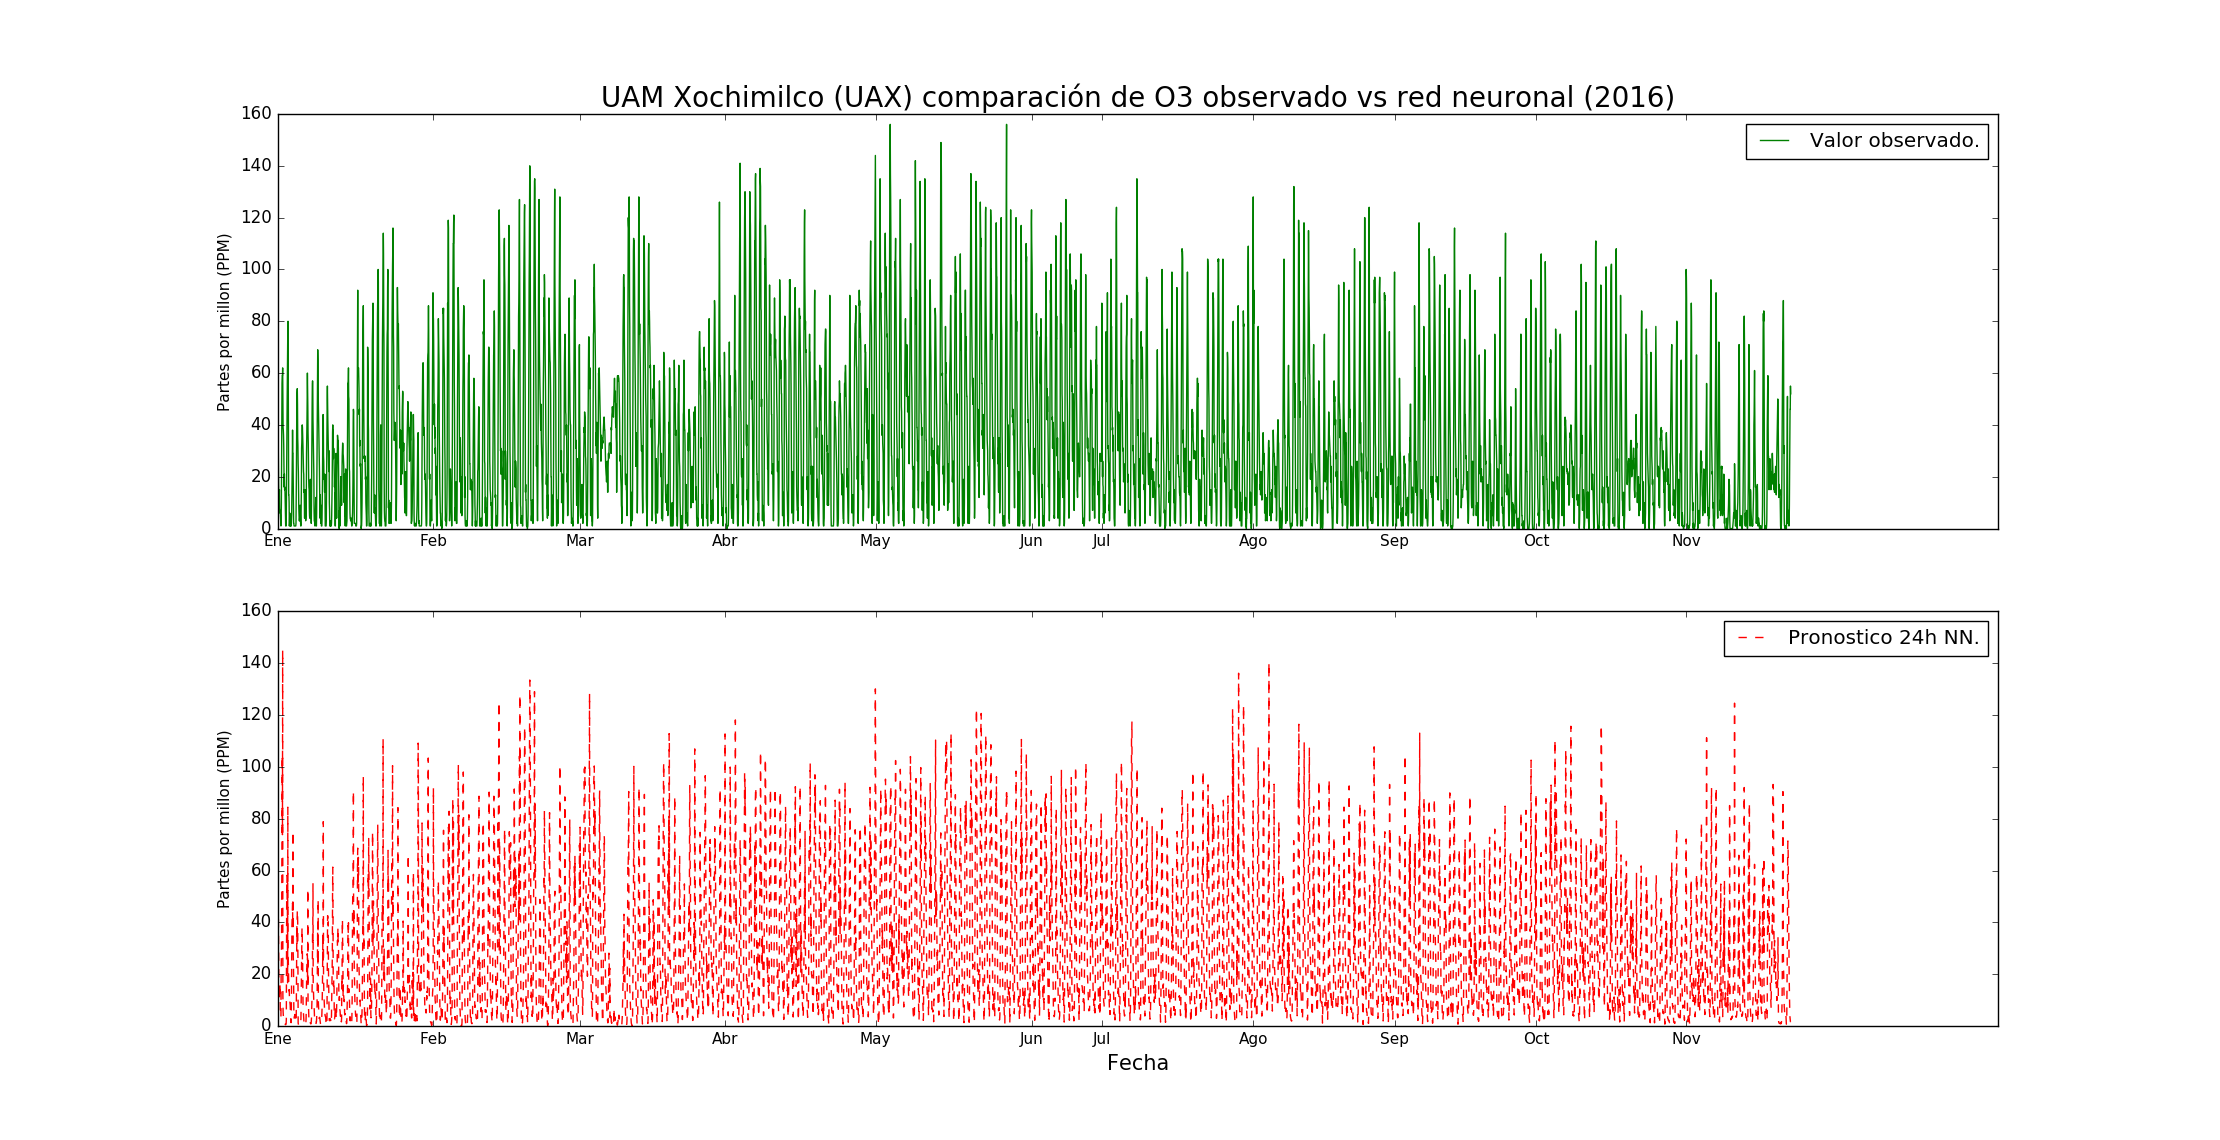 UAM Xochimilco (UAX) comparación de O3 observado vs red neuronal (2016)
160
140
120
100
80
60
40
20
0
Partes por millon (PPM)
Valor observado.
Ene Feb Mar Abr May Jun Jul Ago Sep Oct Nov
160
140
120
100
80
60
40
20
0
Partes por millon (PPM)
Pronostico 24h NN.
Ene Feb Mar Abr May Jun Jul Ago Sep Oct Nov
Fecha